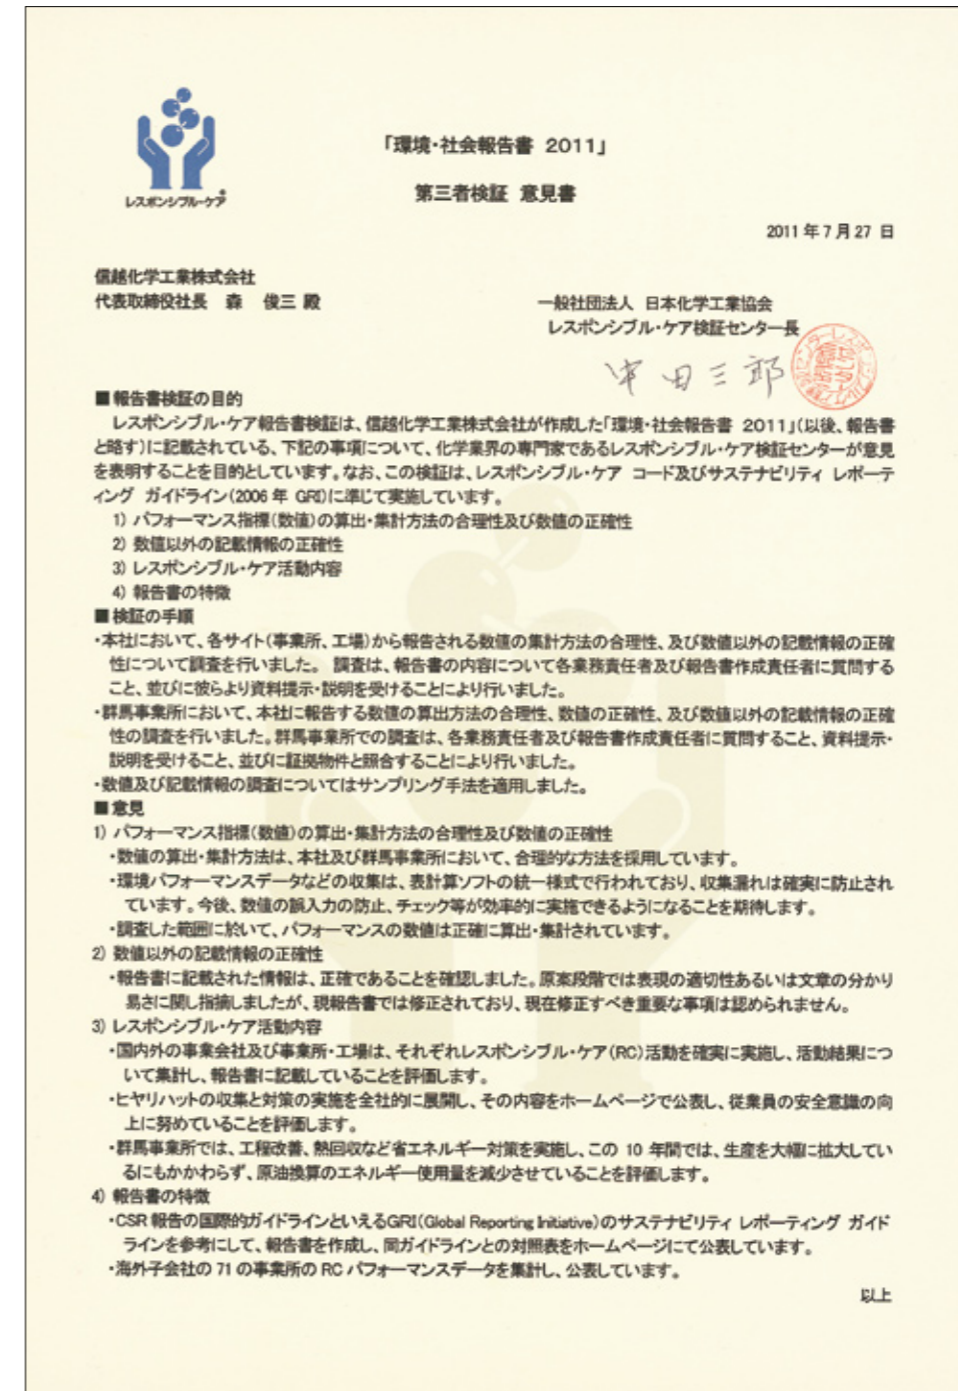 「環境・社会報告書 2011」
第三者検証 意見書
レスポンシブル・ケア®
2011年7月27日
信越化学工業株式会社
代表取締役社長 森 俊三 殿
一般社団法人 日本化学工業協会
レスポンシブル・ケア検証センター長
中田三郎
■報告書検証の目的
レスポンシブル・ケア報告書検証は、信越化学工業株式会社が作成した「環境・社会報告書 2011」(以後、報告書
と略す)に記載されている、下記の事項について、化学業界の専門家であるレスポンシブル・ケア検証センターが意見
を表明することを目的としています。なお、この検証は、レスポンシブル・ケア コード及びサステナビリティ レポーテ
ィング ガイドライン(2006年 GRI)に準じて実施しています。
1) パフォーマンス指標(数値)の算出・集計方法の合理性及び数値の正確性
2) 数値以外の記載情報の正確性
3) レスポンシブル・ケア活動内容
4) 報告書の特徴
■検証の手順
・本社において、各サイト(事業所、工場)から報告される数値の集計方法の合理性、及び数値以外の記載情報の正確
性について調査を行いました。 調査は、報告書の内容について各業務責任者及び報告書作成責任者に質問する
こと、並びに彼らより資料提示・説明を受けることにより行いました。
・群馬事業所において、本社に報告する数値の算出方法の合理性、数値の正確性、及び数値以外の記載情報の正確
性の調査を行いました。群馬事業所での調査は、各業務責任者及び報告書作成責任者に質問すること、資料提示・
説明を受けること、並びに証拠物件と照合することにより行いました。
・数値及び記載情報の調査についてはサンプリング手法を適用しました。
■意見
1) パフォーマンス指標(数値)の算出・集計方法の合理性及び数値の正確性
・数値の算出・集計方法は、本社及び群馬事業所において、合理的な方法を採用しています。
・環境パフォーマンスデータなどの収集は、表計算ソフトの統一様式で行われており、収集漏れは確実に防止され
ています。今後、数値の誤入力の防止、チェック等が効率的に実施できるようになることを期待します。
・調査した範囲に於いて、パフォーマンスの数値は正確に算出・集計されています。
2) 数値以外の記載情報の正確性
・報告書に記載された情報は、正確であることを確認しました。原案段階では表現の適切性あるいは文章の分かり
易さに関し指摘しましたが、現報告書では修正されており、現在修正すべき重要な事項は認められません。
3) レスポンシブル・ケア活動内容
・国内外の事業会社及び事業所・工場は、それぞれレスポンシブル・ケア(RC)活動を確実に実施し、活動結果につ
いて集計し、報告書に記載していることを評価します。
・ヒヤリハットの収集と対策の実施を全社的に展開し、その内容をホームページで公表し、従業員の安全意識の向
上に努めていることを評価します。
・群馬事業所では、工程改善、熱回収など省エネルギー対策を実施し、この 10 年間では、生産を大幅に拡大してい
るにもかかわらず、原油換算のエネルギー使用量を減少させていることを評価します。
4) 報告書の特徴
・CSR報告の国際的ガイドラインといえるGRI(Global Reporting Initiative)のサステナビリティ レポーティング ガイド
ラインを参考にして、報告書を作成し、同ガイドラインとの対照表をホームページにて公表しています。
・海外子会社の 71 の事業所の RC パフォーマンスデータを集計し、公表しています。
以上